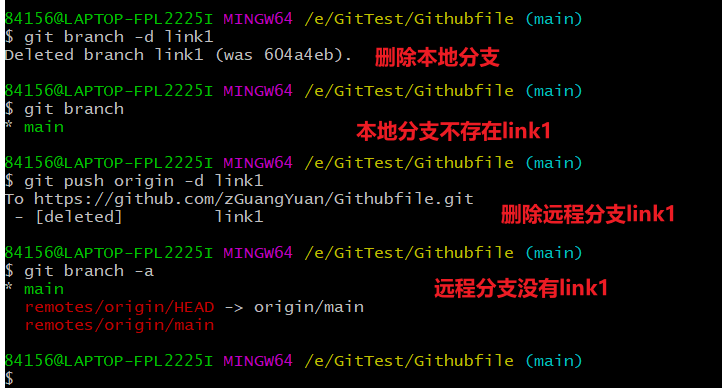 84156@LAPTOP-FPL2225I MINGW64 /e/GitTest/Githubfile (main)
$ git branch -d link1
Deleted branch link1 (was 604a4eb).
删除本地分支
84156@LAPTOP-FPL2225I MINGW64 /e/GitTest/Githubfile (main)
$ git branch
* main
本地分支不存在link1
84156@LAPTOP-FPL2225I MINGW64 /e/GitTest/Githubfile (main)
$ git push origin -d link1
To https://github.com/zGuangYuan/Githubfile.git
- [deleted]         link1
删除远程分支link1
84156@LAPTOP-FPL2225I MINGW64 /e/GitTest/Githubfile (main)
$ git branch -a
* main
远程分支没有link1
remotes/origin/HEAD -> origin/main
remotes/origin/main
84156@LAPTOP-FPL2225I MINGW64 /e/GitTest/Githubfile (main)
$